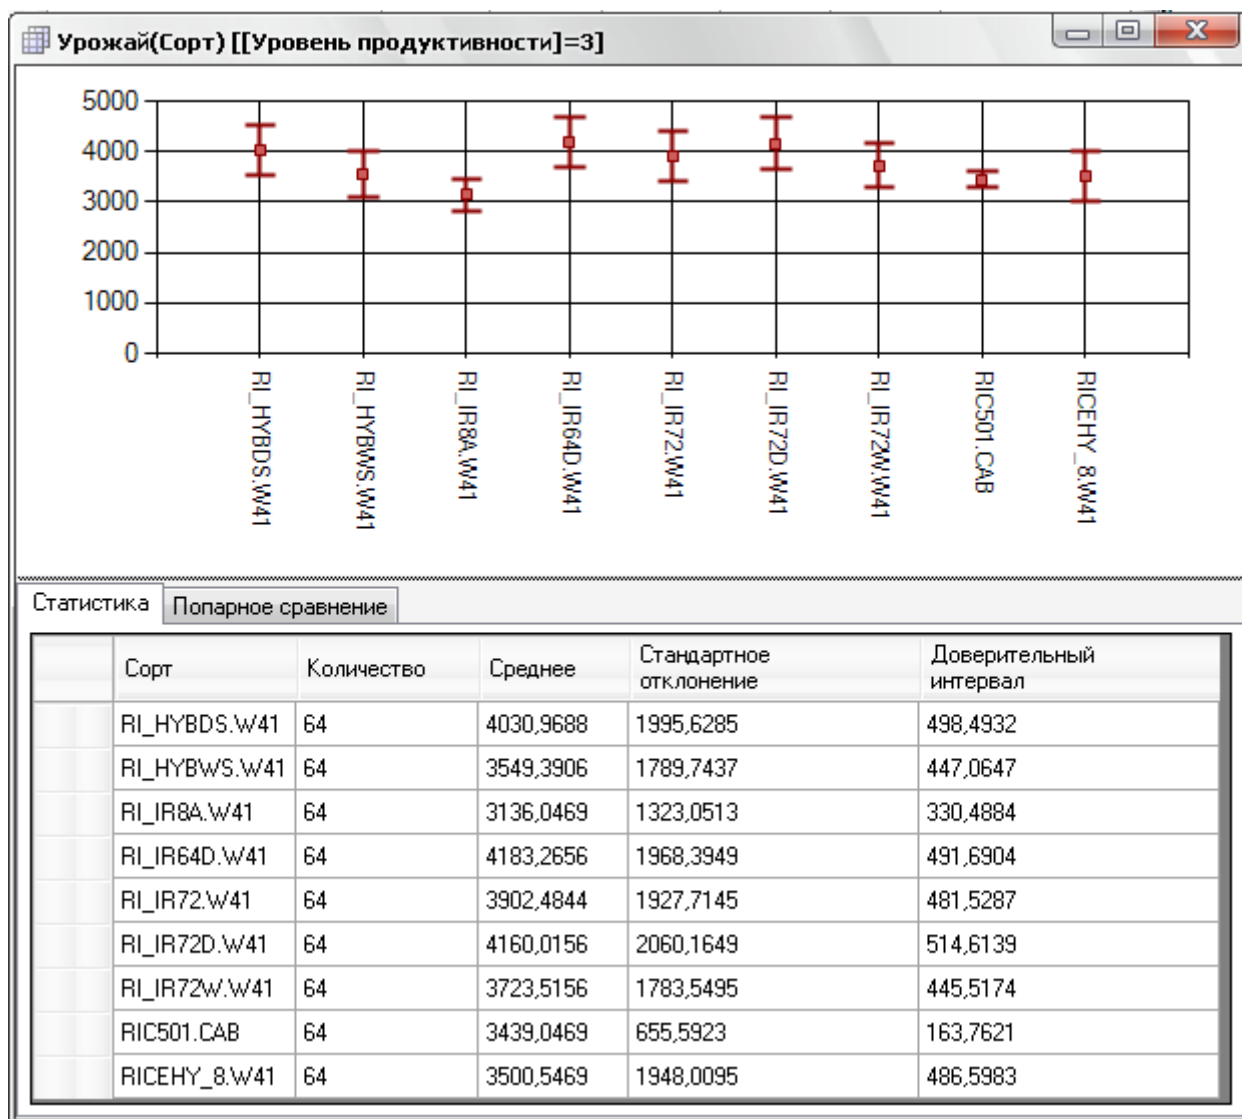 Урожай(Сорт) [[Уровень продуктивности]=3]
5000
4000
3000
2000
1000
0
RI_HYBDS.W41
RI_HYBWS.W41
RI_IR8A.W41
RI_IR64D.W41
RI_IR72.W41
RI_IR72D.W41
RI_IR72W.W41
RIC501.CAB
RICEHY_8.W41
Статистика Попарное сравнение
Сорт Количество Среднее Стандартное отклонение Доверительный интервал
RI_HYBDS.W41 64 4030,9688 1995,6285 498,4932
RI_HYBWS.W41 64 3549,3906 1789,7437 447,0647
RI_IR8A.W41 64 3136,0469 1323,0513 330,4884
RI_IR64D.W41 64 4183,2656 1968,3949 491,6904
RI_IR72.W41 64 3902,4844 1927,7145 481,5287
RI_IR72D.W41 64 4160,0156 2060,1649 514,6139
RI_IR72W.W41 64 3723,5156 1783,5495 445,5174
RIC501.CAB 64 3439,0469 655,5923 163,7621
RICEHY_8.W41 64 3500,5469 1948,0095 486,5983